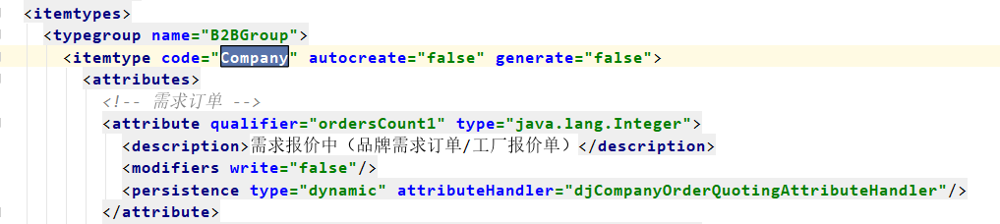 <itemtypes>
<typegroup name="B2BGroup">
<itemtype code="Company" autocreate="false" generate="false">
<attributes>
<!-- 需求订单 -->
<attribute qualifier="ordersCount1" type="java.lang.Integer">
<description>需求报价中（品牌需求订单/工厂报价单）</description>
<modifiers write="false"/>
<persistence type="dynamic" attributeHandler="djCompanyOrderQuotingAttributeHandler"/>
</attribute>